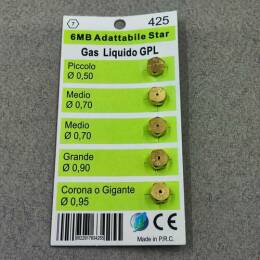 7
425
6MB Adattabile Star
Gas Liquido GPL
Piccolo
Ø 0,50
Medio
Ø 0,70
Medio
Ø 0,70
Grande
Ø 0,90
Corona o Gigante
Ø 0,95
Made in P.R.C.